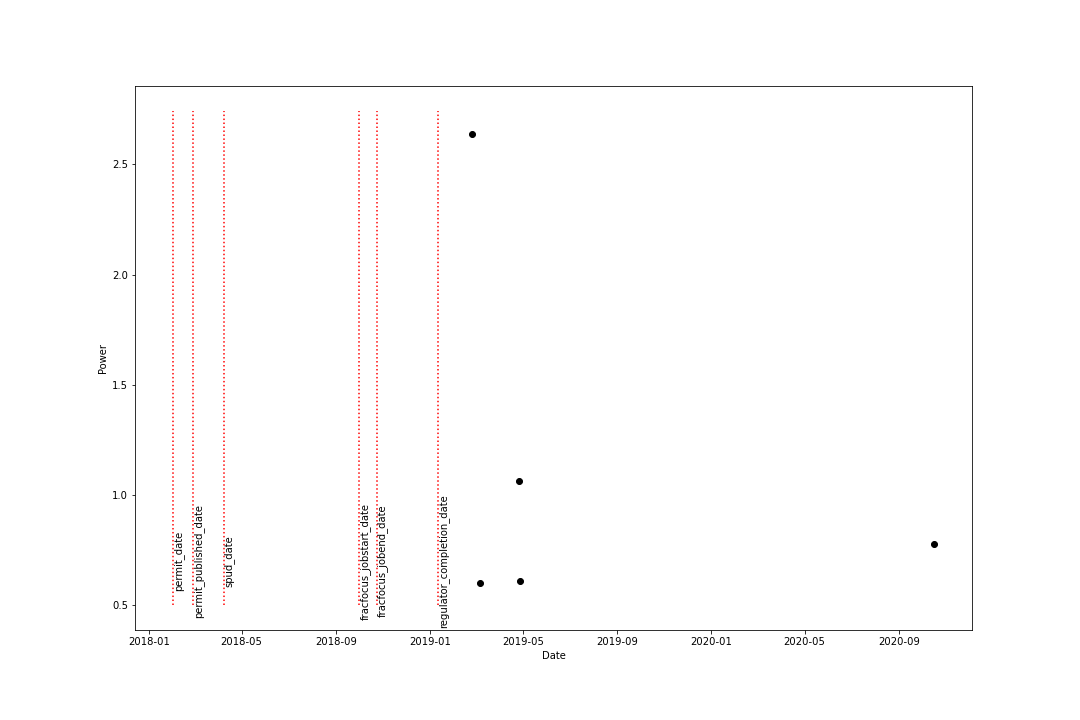 2.5
2.0
1.5
1.0
0.5
Power
permit_date
permit_published_date
spud_date
fracfocus_jobstart_date
fracfocus_jobend_date
regulator_completion_date
2018-01 2018-05 2018-09 2019-01 2019-05 2019-09 2020-01 2020-05 2020-09
Date